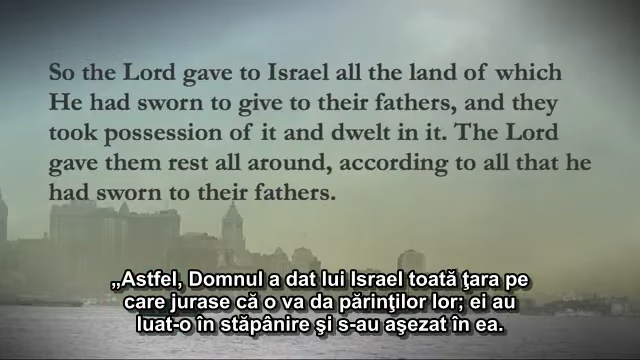 So the Lord gave to Israel all the land of which
He had sworn to give to their fathers, and they
took possession of it and dwelt in it. The Lord
gave them rest all around, according to all that he
had sworn to their fathers.
„Astfel, Domnul a dat lui Israel toată ţara pe
care jurase că o va da părinţilor lor; ei au
luat-o în stăpânire şi s-au aşezat în ea.